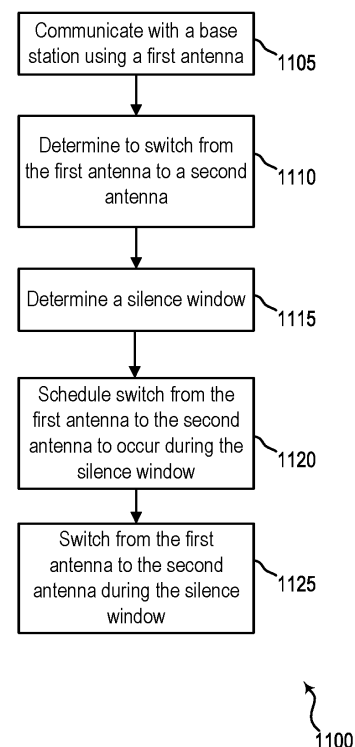 Communicate with a base
station using a first antenna
1105
Determine to switch from
the first antenna to a second
antenna
1110
Determine a silence window
1115
Schedule switch from the
first antenna to the second
antenna to occur during the
silence window
1120
Switch from the first
antenna to the second
antenna during the silence
window
1125
1100